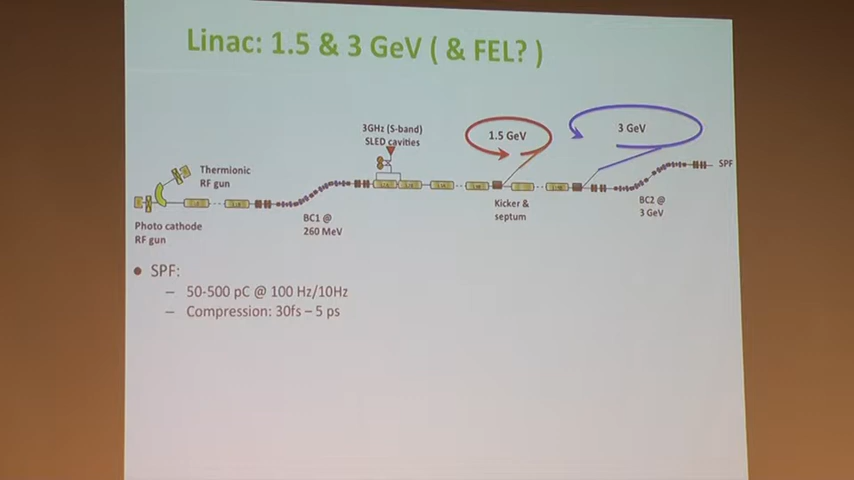 Linac: 1.5 & 3 GeV ( & FEL? )
3GHz (S-band)
SLED cavities
1.5 GeV
3 GeV
SPF
Thermionic
RF gun
Kicker &
septum
BC2 @
3 GeV
BC1 @
260 MeV
Photo cathode
RF gun
● SPF:
– 50-500 pC @ 100 Hz/10Hz
– Compression: 30fs – 5 ps